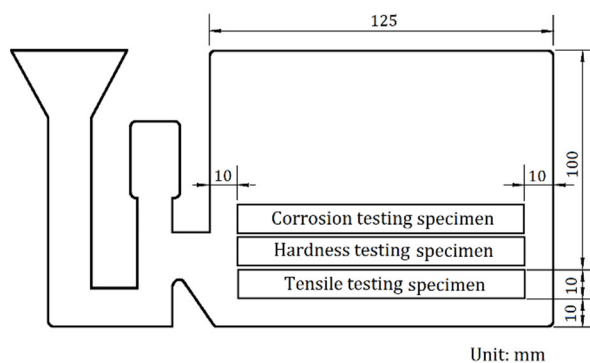 125
10
10
100
Corrosion testing specimen
Hardness testing specimen
Tensile testing specimen
10
10
Unit: mm